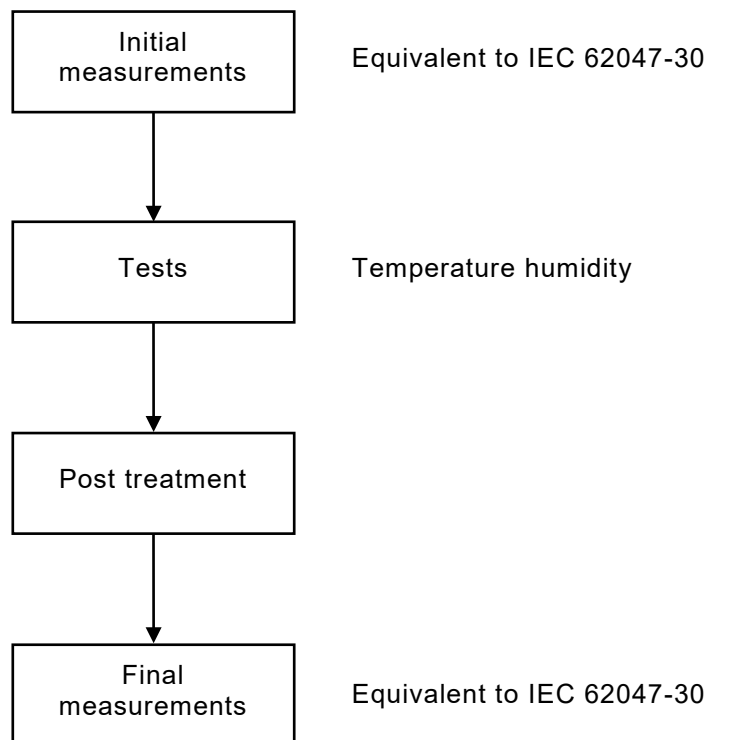 Initial
measurements
Equivalent to IEC 62047-30
Tests
Temperature humidity
Post treatment
Final
measurements
Equivalent to IEC 62047-30